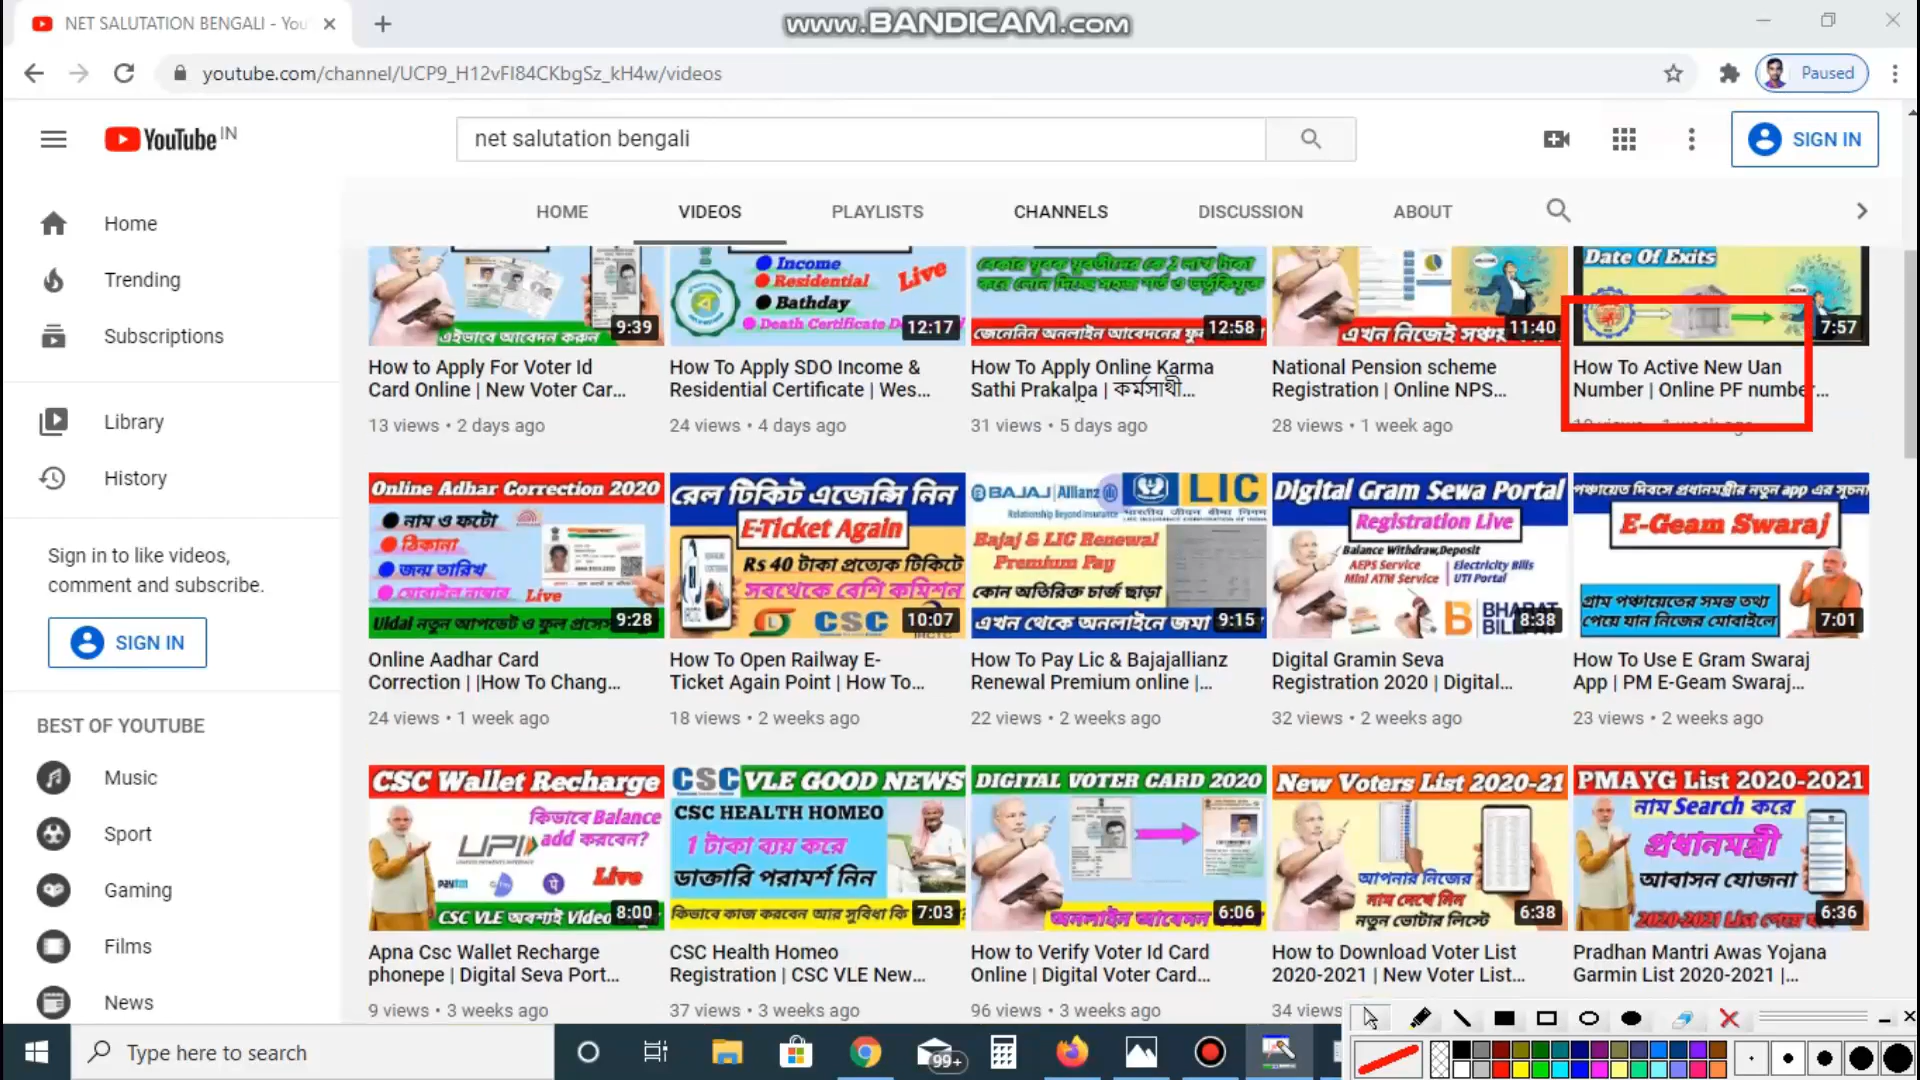 NET SALUTATION BENGALI - You
www.BANDICAM.com
youtube.com/channel/UCP9_H12vFI84CKbgSz_kH4w/videos
Paused
YouTube IN
net salutation bengali
SIGN IN
HOME
VIDEOS
PLAYLISTS
CHANNELS
DISCUSSION
ABOUT
Home
Trending
Subscriptions
Library
History
Sign in to like videos,
comment and subscribe.
SIGN IN
BEST OF YOUTUBE
Music
Sport
Gaming
Films
News
এইভাবে আবেদন করুন
9:39
How to Apply For Voter Id
Card Online | New Voter Car...
13 views • 2 days ago
Income
Residential
Live
Bathday
Death Certificate
12:17
How To Apply SDO Income &
Residential Certificate | Wes...
24 views • 4 days ago
বেকার যুবক যুবতীদের কে 2 লাখ টাকা
জেনেনিন অনলাইন আবেদনের
12:58
How To Apply Online Karma
Sathi Prakalpa | কর্মসাথী...
31 views • 5 days ago
এখন নিজেই
11:40
National Pension scheme
Registration | Online NPS...
28 views • 1 week ago
Date Of Exits
7:57
How To Active New Uan
Number | Online PF number...
Online Adhar Correction 2020
নাম ও ফটো
ঠিকানা
জন্ম তারিখ
মোবাইল নাম্বার
Live
Uidai নতুন আপডেট ও ফুল
9:28
Online Aadhar Card
Correction | |How To Chang...
24 views • 1 week ago
রেল টিকিট এজেন্সি নিন
E-Ticket Again
Rs 40 টাকা প্রত্যেক টিকিটে
সবথেকে বেশি কমিশন
CSC
10:07
How To Open Railway E-
Ticket Again Point | How To...
18 views • 2 weeks ago
BAJAJ Allianz
LIC
Relationship Beyond Insurance
भारतीय जीवन बीमा निगम
Bajaj & LIC Renewal
Premium Pay
কোন অতিরিক্ত চার্জ ছাড়া
এখন থেকে অনলাইনে জমা
9:15
How To Pay Lic & Bajajallianz
Renewal Premium online |...
22 views • 2 weeks ago
Digital Gram Sewa Portal
Registration Live
Balance Withdraw,Deposit
AEPS Service
Mini ATM Service
Electricity Bills
UTI Portal
BHARAT
8:38
Digital Gramin Seva
Registration 2020 | Digital...
32 views • 2 weeks ago
পঞ্চায়েত দিবসে প্রধানমন্ত্রীর নতুন app এর সূচনা
E-Geam Swaraj
গ্রাম পঞ্চায়েতের সমস্ত তথ্য
পেয়ে যান নিজের মোবাইলে
7:01
How To Use E Gram Swaraj
App | PM E-Geam Swaraj...
23 views • 2 weeks ago
CSC Wallet Recharge
কিভাবে Balance
add করবেন?
UPI
paytm
Live
CSC VLE অবশ্যই Video
8:00
Apna Csc Wallet Recharge
phonepe | Digital Seva Port...
9 views • 3 weeks ago
CSC VLE GOOD NEWS
CSC HEALTH HOMEO
1 টাকা ব্যয় করে
ডাক্তারি পরামর্শ নিন
কিভাবে কাজ করবেন আর সুবিধা কি
7:03
CSC Health Homeo
Registration | CSC VLE New...
37 views • 3 weeks ago
DIGITAL VOTER CARD 2020
অনলাইন আবেদন
6:06
How to Verify Voter Id Card
Online | Digital Voter Card...
96 views • 3 weeks ago
New Voters List 2020-21
আপনার নিজের
নাম দেখে নিন
নতুন ভোটার লিস্টে
6:38
How to Download Voter List
2020-2021 | New Voter List...
34 views
PMAYG List 2020-2021
নাম Search করে
প্রধানমন্ত্রী
আবাসন যোজনা
2020-2021 List
6:36
Pradhan Mantri Awas Yojana
Garmin List 2020-2021 |...
Type here to search
99+